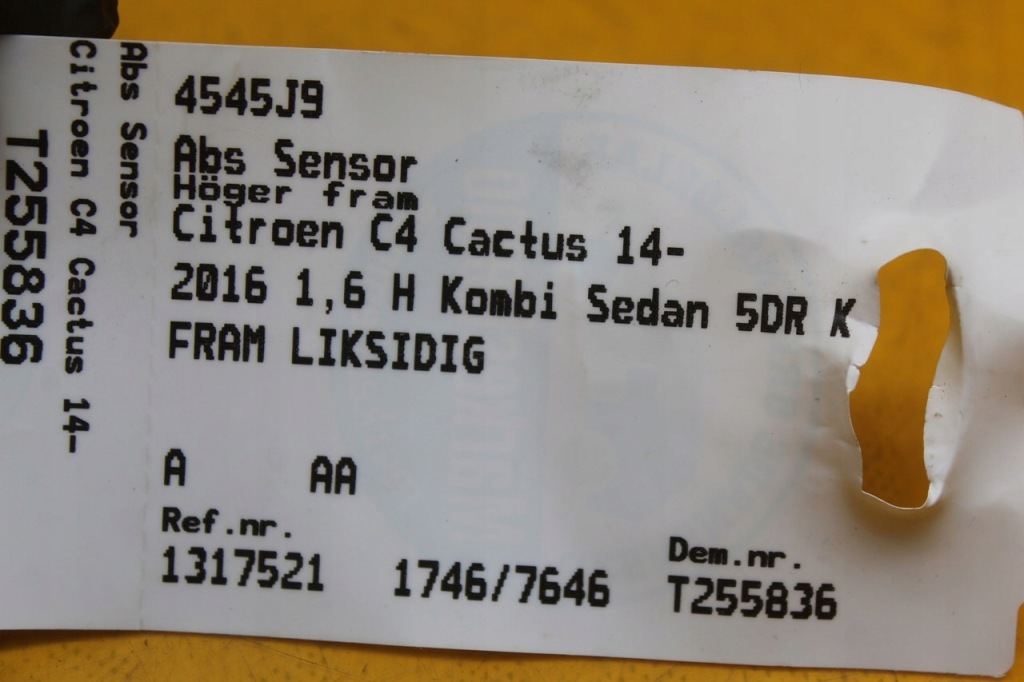 4545J9
Abs Sensor
Höger fram
Citroen C4 Cactus 14-
2016 1,6 H Kombi Sedan 5DR K
FRAM LIKSIDIG
A AA
Ref.nr.
1317521 1746/7646
Dem.nr.
T255836
Abs Sensor
Citroen C4 Cactus 14-
T255836